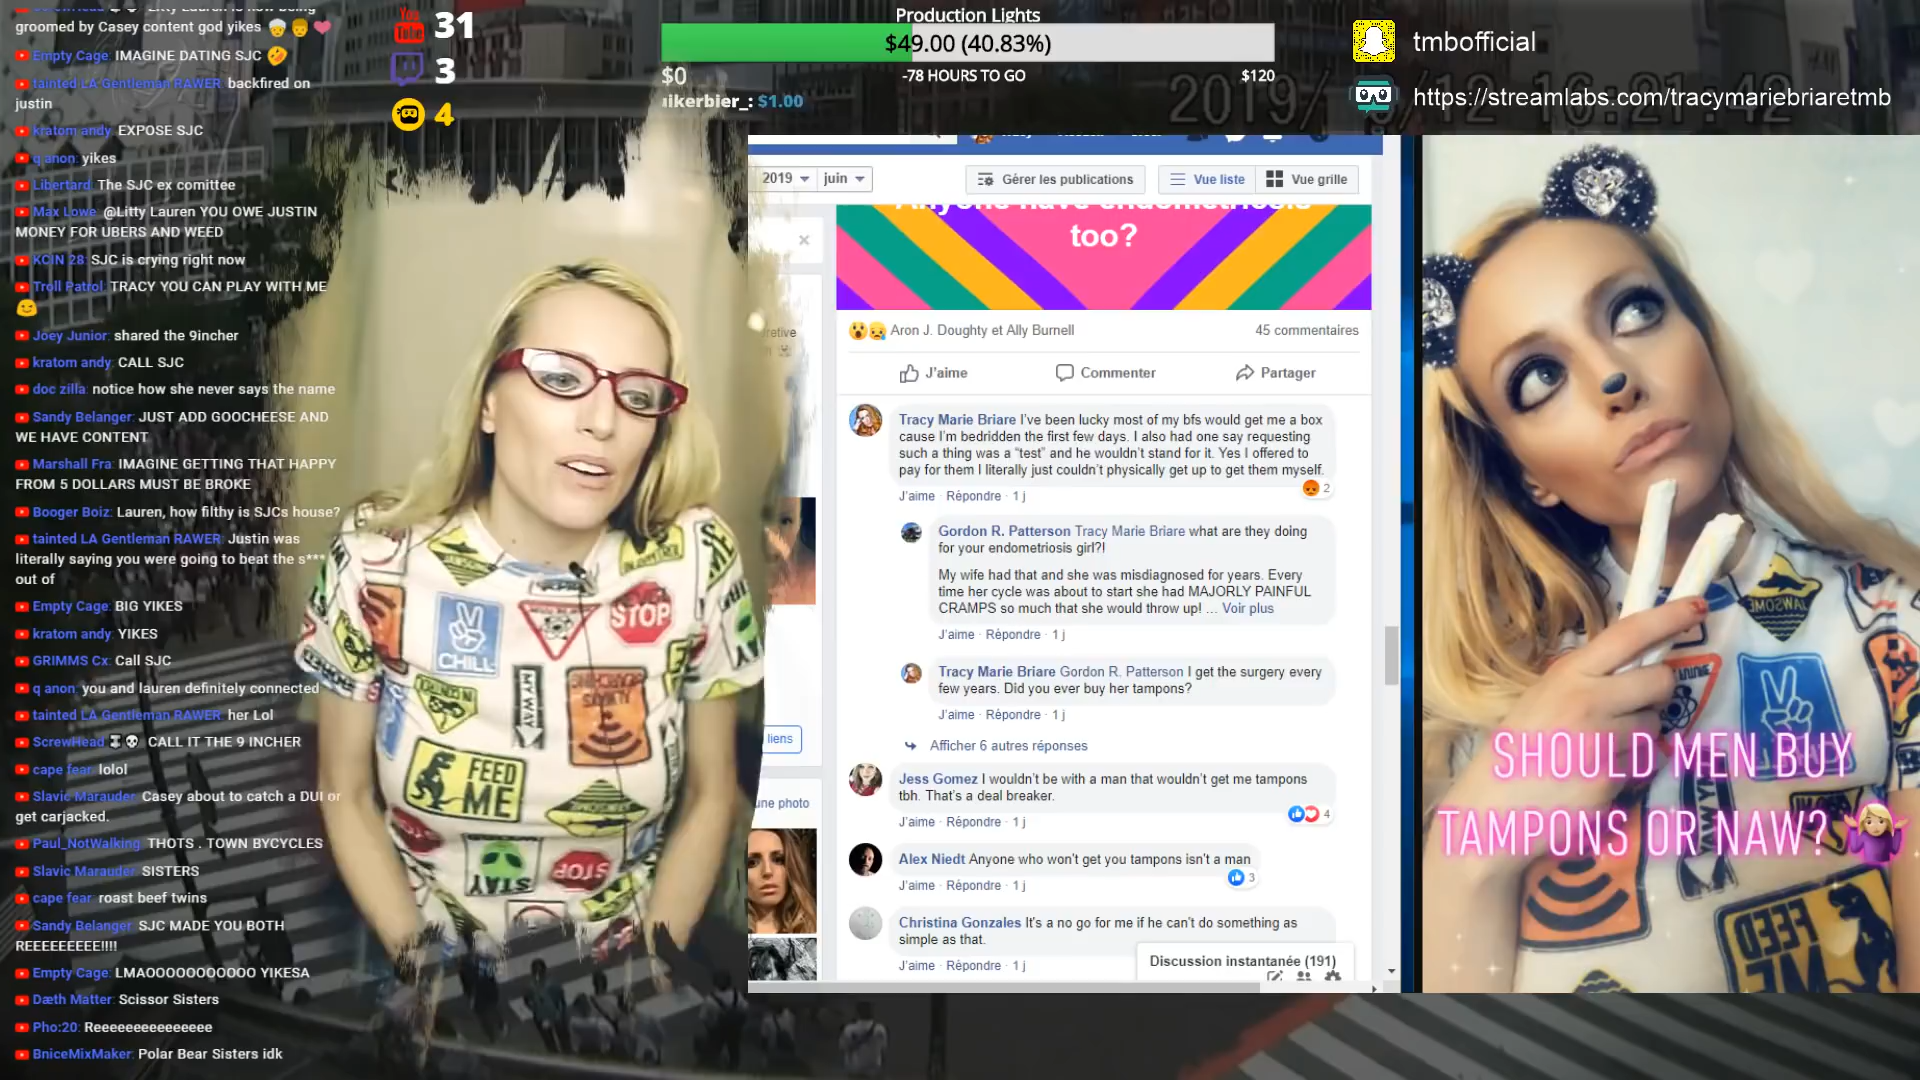 groomed by Casey content god yikes
Empty Cage: IMAGINE DATING SJC
tainted LA Gentleman RAWER: backfired on
justin
kratom andy: EXPOSE SJC
q anon: yikes
Libertard: The SJC ex comittee
Max Lowe: @Litty Lauren YOU OWE JUSTIN
MONEY FOR UBERS AND WEED
KCIN 28: SJC is crying right now
Troll Patrol: TRACY YOU CAN PLAY WITH ME
Joey Junior: shared the 9incher
kratom andy: CALL SJC
doc zilla: notice how she never says the name
Sandy Belanger: JUST ADD GOOCHEESE AND
WE HAVE CONTENT
Marshall Fra: IMAGINE GETTING THAT HAPPY
FROM 5 DOLLARS MUST BE BROKE
Booger Boiz: Lauren, how filthy is SJCs house?
tainted LA Gentleman RAWER: Justin was
literally saying you were going to beat the s***
out of
Empty Cage: BIG YIKES
kratom andy: YIKES
GRIMMS Cx: Call SJC
q anon: you and lauren definitely connected
tainted LA Gentleman RAWER: her Lol
ScrewHead CALL IT THE 9 INCHER
cape fear: lolol
Slavic Marauder: Casey about to catch a DUI or
get carjacked.
Paul_NotWalking: THOTS . TOWN BYCYCLES
Slavic Marauder: SISTERS
cape fear: roast beef twins
Sandy Belanger: SJC MADE YOU BOTH
REEEEEEEEE!!!!
Empty Cage: LMAOOOOOOOOOOO YIKESA
Dæth Matter: Scissor Sisters
Pho:20: Reeeeeeeeeeeeeee
BniceMixMaker: Polar Bear Sisters idk
You Tube 31
3
4
Production Lights
$49.00 (40.83%)
$0 -78 HOURS TO GO $120
ikerbier_: $1.00
tmbofficial
https://streamlabs.com/tracymariebriaretmb
2019 juin Gérer les publications Vue liste Vue grille
Anyone have endometriosis
too?
Aron J. Doughty et Ally Burnell 45 commentaires
J'aime Commenter Partager
Tracy Marie Briare I've been lucky most of my bfs would get me a box
cause I'm bedridden the first few days. I also had one say requesting
such a thing was a "test" and he wouldn't stand for it. Yes I offered to
pay for them I literally just couldn't physically get up to get them myself.
2
J'aime · Répondre · 1 j
Gordon R. Patterson Tracy Marie Briare what are they doing
for your endometriosis girl?!
My wife had that and she was misdiagnosed for years. Every
time her cycle was about to start she had MAJORLY PAINFUL
CRAMPS so much that she would throw up! ... Voir plus
J'aime · Répondre · 1 j
Tracy Marie Briare Gordon R. Patterson I get the surgery every
few years. Did you ever buy her tampons?
J'aime · Répondre · 1 j
Afficher 6 autres réponses
Jess Gomez I wouldn't be with a man that wouldn't get me tampons
tbh. That's a deal breaker.
4
J'aime · Répondre · 1 j
Alex Niedt Anyone who won't get you tampons isn't a man
3
J'aime · Répondre · 1 j
Christina Gonzales It's a no go for me if he can't do something as
simple as that.
J'aime · Répondre · 1 j
Discussion instantanée (191)
liens
une photo
CHILL
STOP
MY WAY
FEED
ME
STAY
STOP
SHOULD MEN BUY
TAMPONS OR NAW?
JAWSOME
FEED
ME